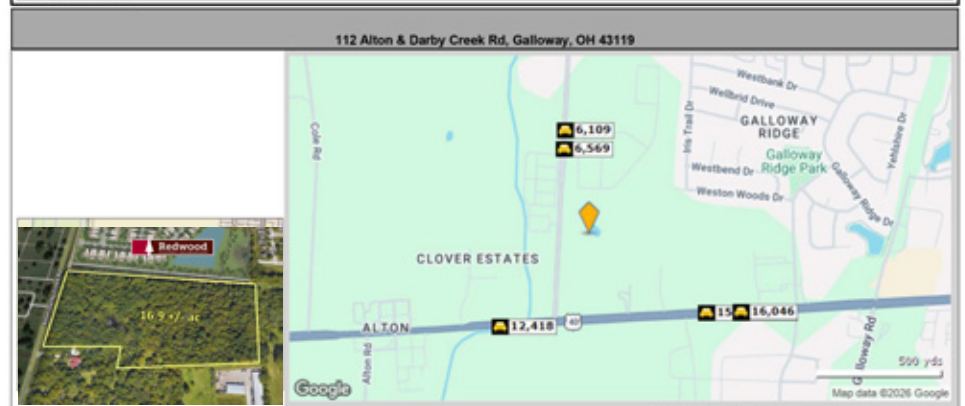 112 Alton & Darby Creek Rd, Galloway, OH 43119
Redwood
16.9 +/- ac
Cole Rd
6,109
6,569
Westbank Dr
Wellbrid Drive
Iris Trail Dr
GALLOWAY
RIDGE
Yehlshire Dr
Galloway
Ridge Park
Westbend Dr
Weston Woods Dr
Galloway Ridge Dr
CLOVER ESTATES
ALTON
Alton Rd
12,418
40
15
16,046
Galloway Rd
500 yds
Google
Map data ©2026 Google